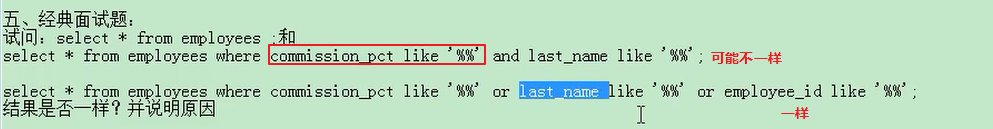 五、经典面试题：
试问：select * from employees ;和
select * from employees where commission_pct like '%%' and last_name like '%%'; 可能不一样
select * from employees where commission_pct like '%%' or last_name like '%%' or employee_id like '%%';
结果是否一样？并说明原因
一样